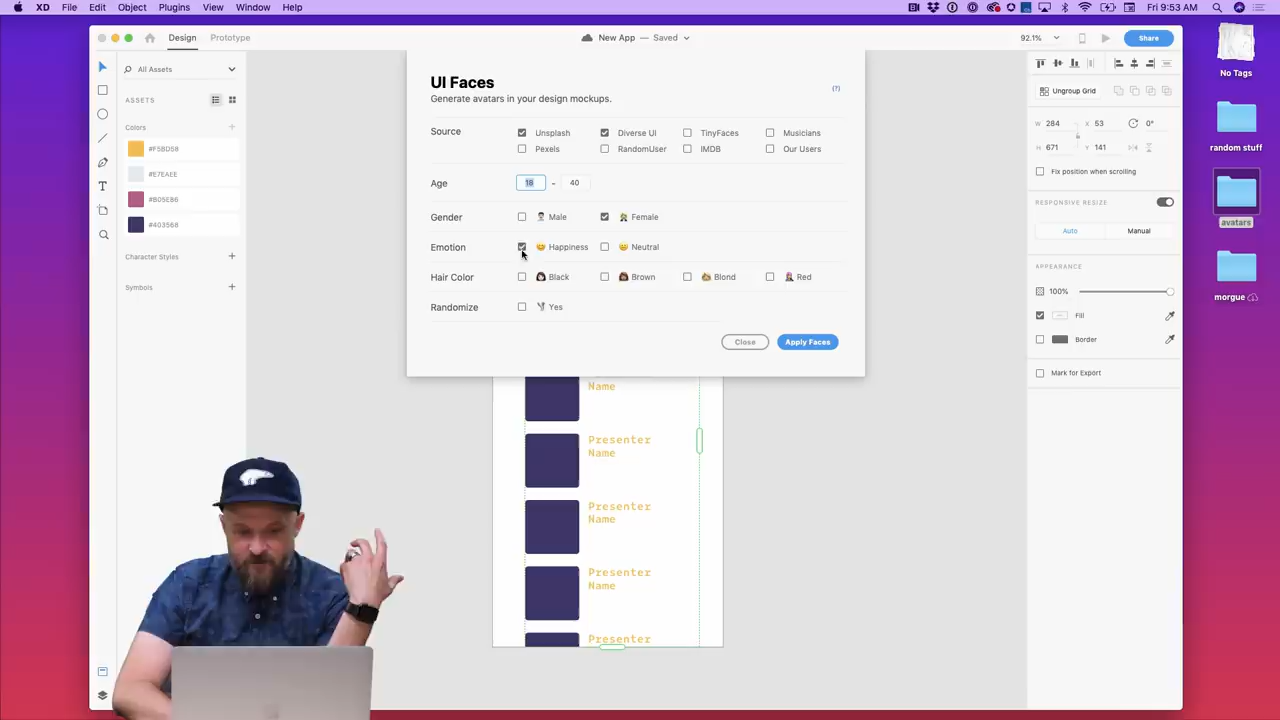 XD File Edit Object Plugins View Window Help
Fri 9:53 AM
Design Prototype
New App — Saved
92.1%
Share
All Assets
ASSETS
Colors
#F5BD58
#E7EAEE
#B05E86
#403568
Character Styles
Symbols
UI Faces
Generate avatars in your design mockups.
(?)
Source
Unsplash Diverse UI TinyFaces Musicians
Pexels RandomUser IMDB Our Users
Age 18 - 40
Gender Male Female
Emotion Happiness Neutral
Hair Color Black Brown Blond Red
Randomize Yes
Close Apply Faces
Name
Presenter
Name
Presenter
Name
Presenter
Name
Presenter
Ungroup Grid
W 284 X 53 0°
H 671 Y 141
Fix position when scrolling
RESPONSIVE RESIZE
Auto Manual
APPEARANCE
100%
Fill
Border
Mark for Export
No Tags
random stuff
avatars
morgue